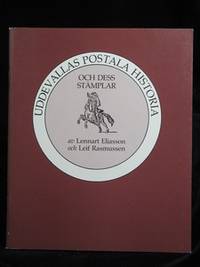 UDDEVALLAS POSTALA HISTORIA
OCH DESS
STÄMPLAR
av Lennart Eliasson
och Leif Rasmussen